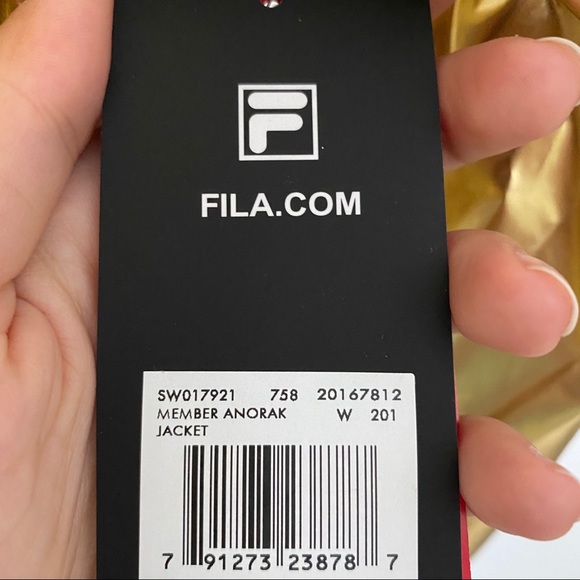 F
FILA.COM
SW017921 758 20167812
MEMBER ANORAK W 201
JACKET
7 91273 23878 7